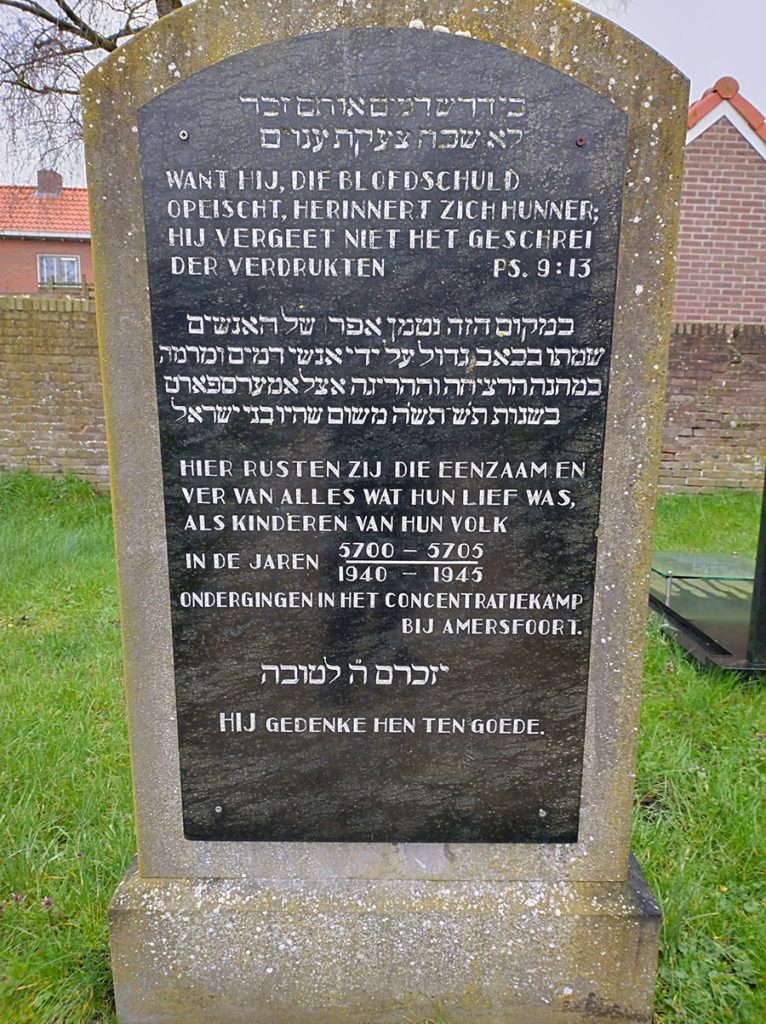 כי דרש דמים אותם זכר
לא שכח צעקת ענוים
WANT HIJ, DIE BLOEDSCHULD
OPEISCHT, HERINNERT ZICH HUNNER;
HIJ VERGEET NIET HET GESCHREI
DER VERDRUKTEN PS. 9:13
במקום הזה נטמן אפרי של האנשים
שמתו בכאב גדול על ידי אנשי דמים ומרמה
במחנה הרציחה וההריגה אצל אמערספארט
בשנות ת״ש־תש״ה משום שהיו בני ישראל
HIER RUSTEN ZIJ DIE EENZAAM EN
VER VAN ALLES WAT HUN LIEF WAS,
ALS KINDEREN VAN HUN VOLK
IN DE JAREN 5700 – 5705
1940 – 1945
ONDERGINGEN IN HET CONCENTRATIEKAMP
BIJ AMERSFOORT.
יזכרם ה' לטובה
HIJ GEDENKE HEN TEN GOEDE.